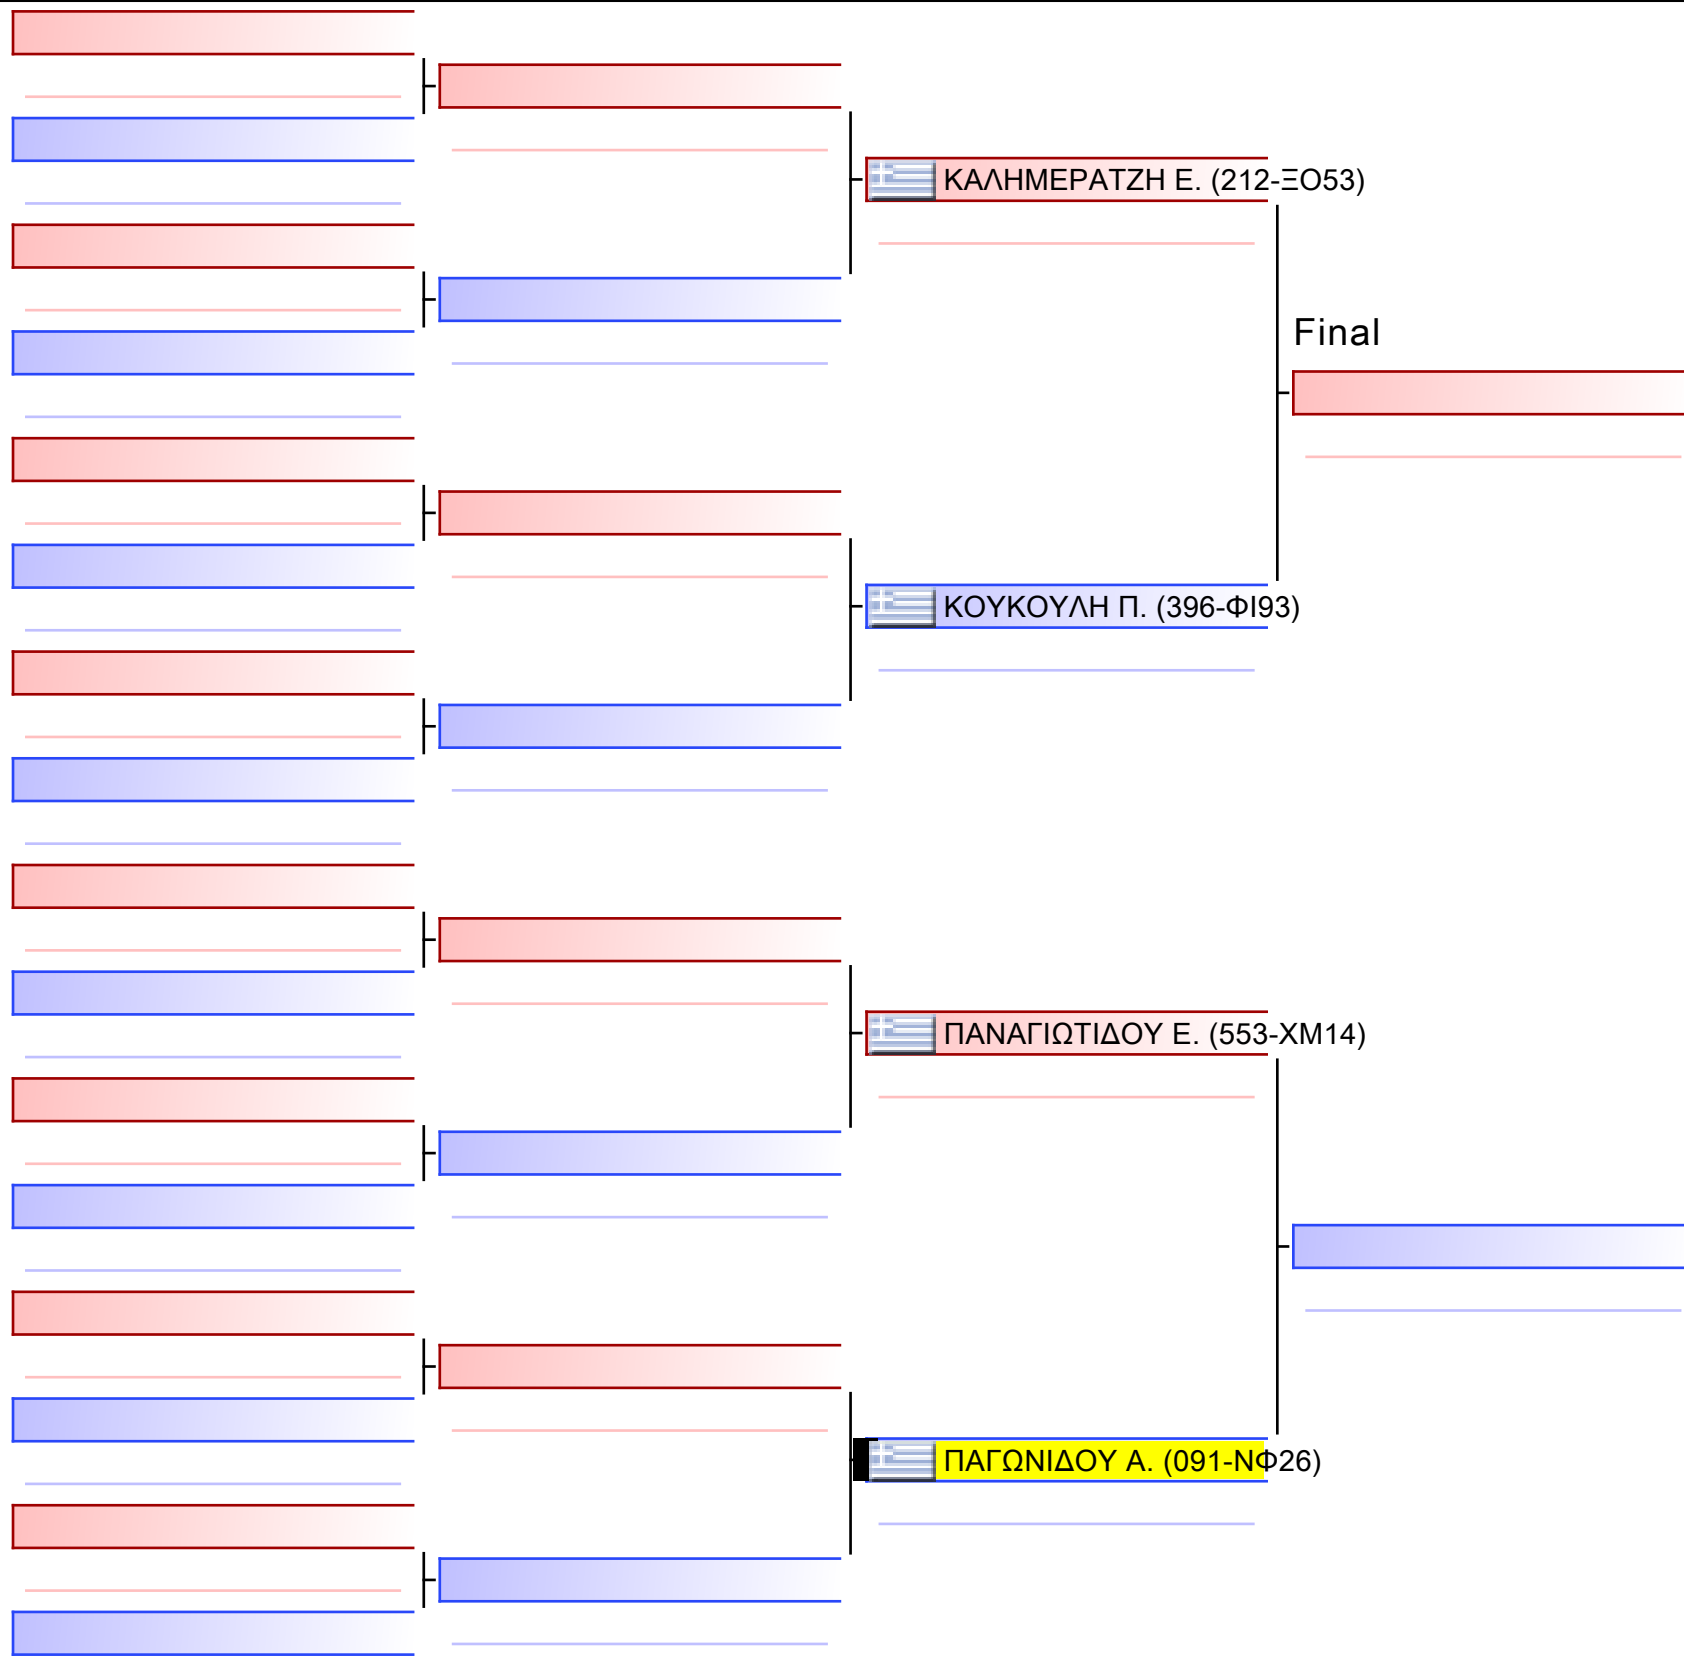 ΚΑΛΗΜΕΡΑΤΖΗ Ε. (212-ΞΟ53)
Final
ΚΟΥΚΟΥΛΗ Π. (396-ΦΙ93)
ΠΑΝΑΓΙΩΤΙΔΟΥ Ε. (553-ΧΜ14)
ΠΑΓΩΝΙΔΟΥ Α. (091-ΝΦ26)